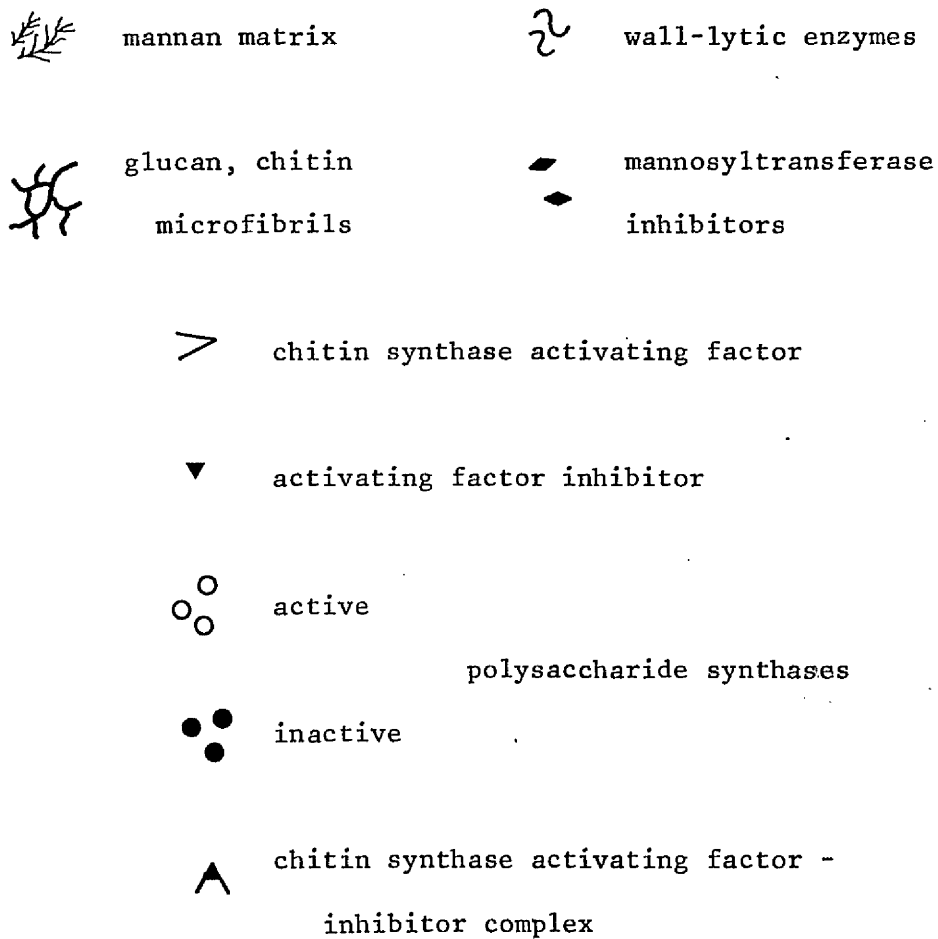 mannan matrix
wall-lytic enzymes
glucan, chitin
microfibrils
mannosyltransferase
inhibitors
chitin synthase activating factor
activating factor inhibitor
active
polysaccharide synthases
inactive
chitin synthase activating factor -
inhibitor complex